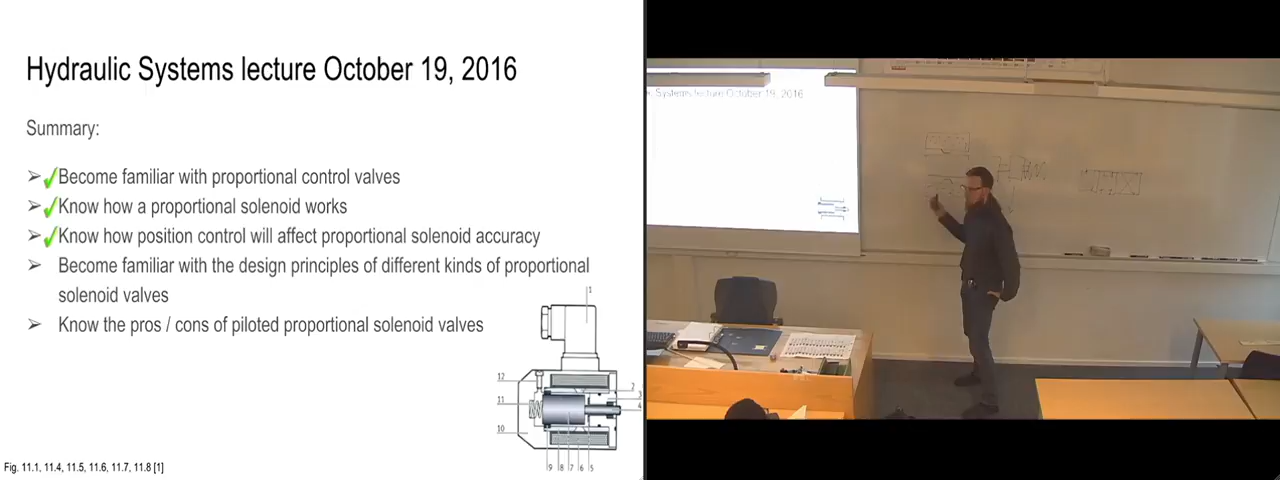 Hydraulic Systems lecture October 19, 2016
Summary:
➢ ✓Become familiar with proportional control valves
➢ ✓Know how a proportional solenoid works
➢ ✓Know how position control will affect proportional solenoid accuracy
➢ Become familiar with the design principles of different kinds of proportional
solenoid valves
➢ Know the pros / cons of piloted proportional solenoid valves
1
12
2
3
11
4
10
9 8 7 6 5
Fig. 11.1, 11.4, 11.5, 11.6, 11.7, 11.8 [1]
Systems lecture October 19, 2016